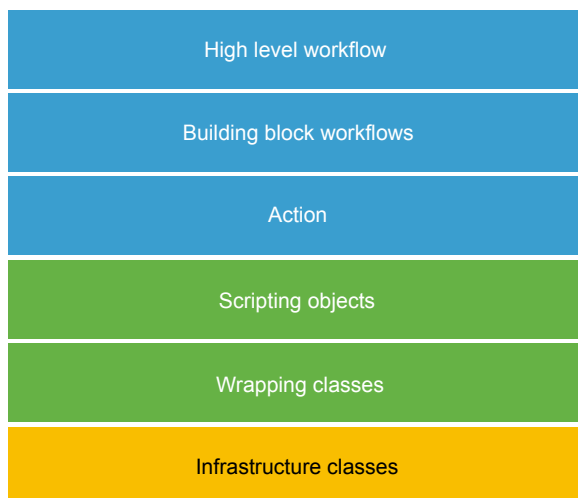 High level workflow
Building block workflows
Action
Scripting objects
Wrapping classes
Infrastructure classes